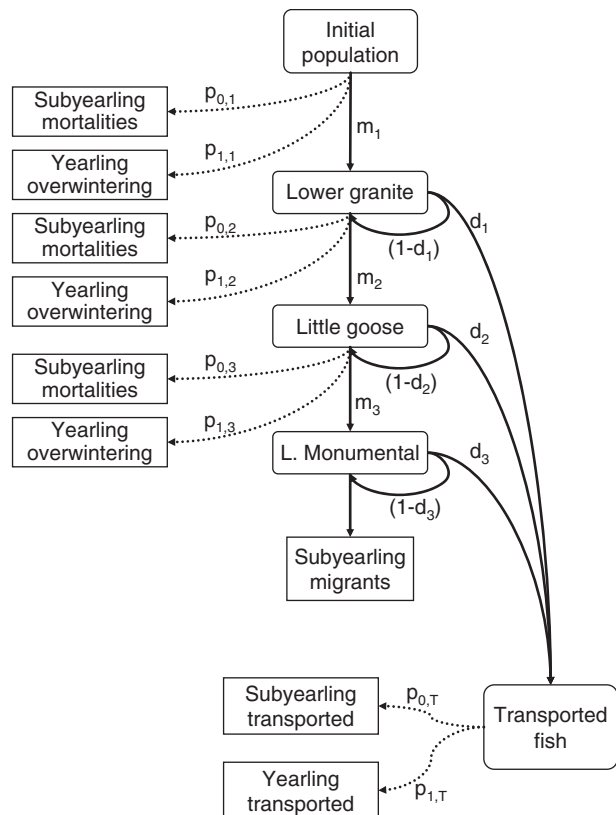 Initial
population
Subyearling
mortalities
p0,1
m1
Yearling
overwintering
p1,1
Lower granite
Subyearling
mortalities
p0,2
(1-d1)
d1
Yearling
overwintering
p1,2
m2
Little goose
d2
Subyearling
mortalities
p0,3
(1-d2)
Yearling
overwintering
p1,3
m3
L. Monumental
d3
(1-d3)
Subyearling
migrants
Subyearling
transported
p0,T
Transported
fish
Yearling
transported
p1,T